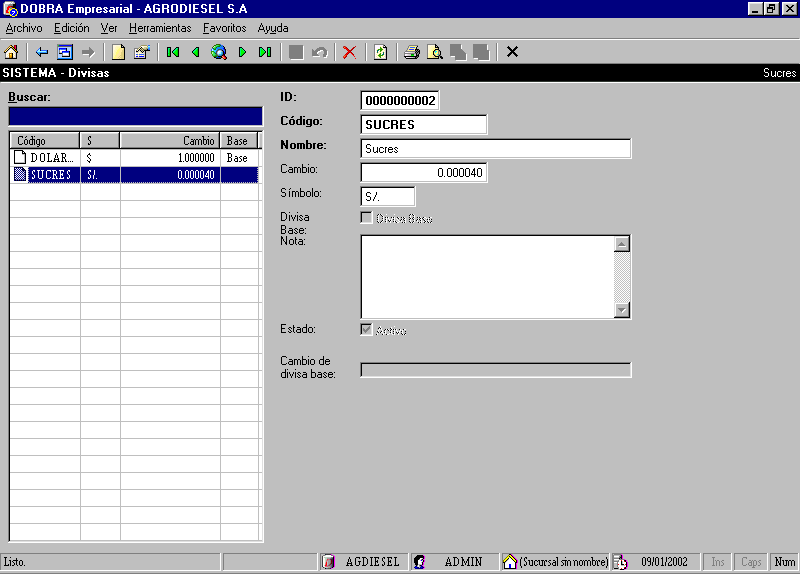 DOBRA Empresarial - AGRODIESEL S.A
Archivo Edición Ver Herramientas Favoritos Ayuda
SISTEMA - Divisas Sucres
Buscar:
Código $ Cambio Base
DOLAR... $ 1.000000 Base
SUCRES S/. 0.000040
ID: 0000000002
Código: SUCRES
Nombre: Sucres
Cambio: 0.000040
Símbolo: S/.
Divisa Base: Divisa Base
Nota:
Estado: Activo
Cambio de
divisa base:
Listo. AGDIESEL ADMIN (Sucursal sin nombre) 09/01/2002 Ins Caps Num